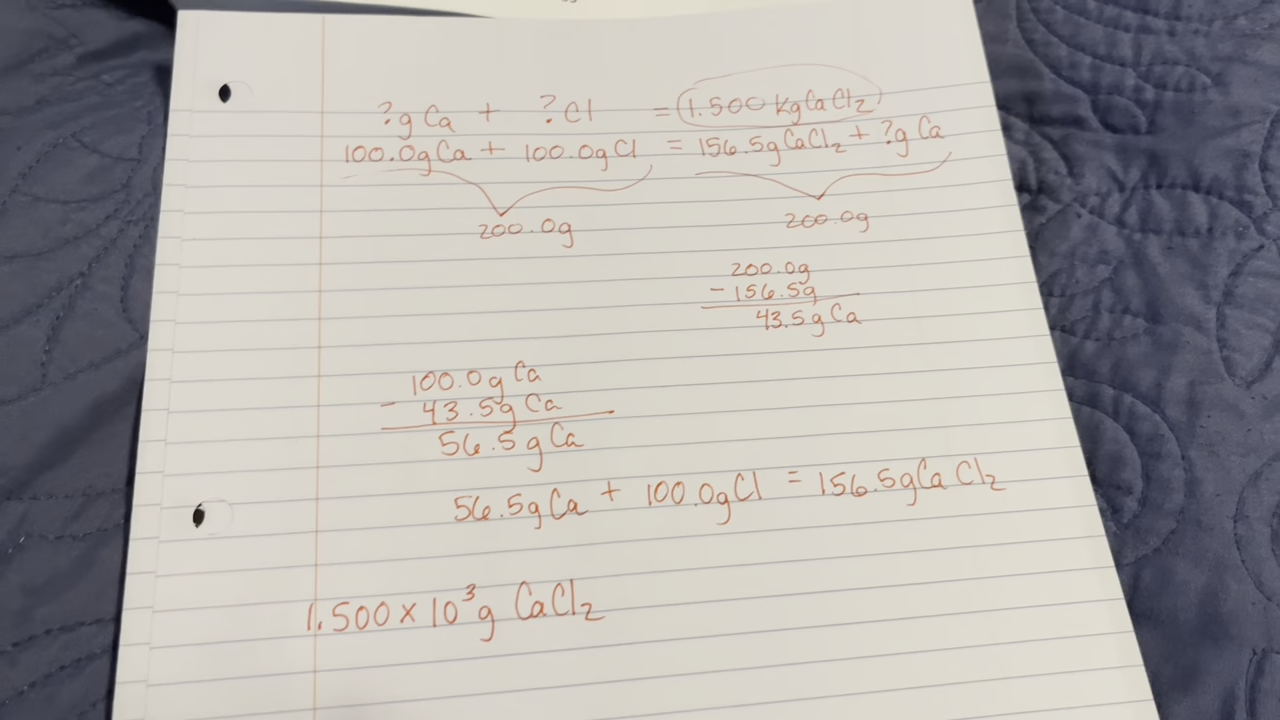 ?g Ca + ?Cl = 1.500 kg CaCl₂
100.0g Ca + 100.0g Cl = 156.5g CaCl₂ + ?g Ca
200.0g 200.0g
200.0g
- 156.5g
43.5g Ca
100.0g Ca
- 43.5g Ca
56.5g Ca
56.5g Ca + 100.0g Cl = 156.5g CaCl₂
1.500 x 10³g CaCl₂